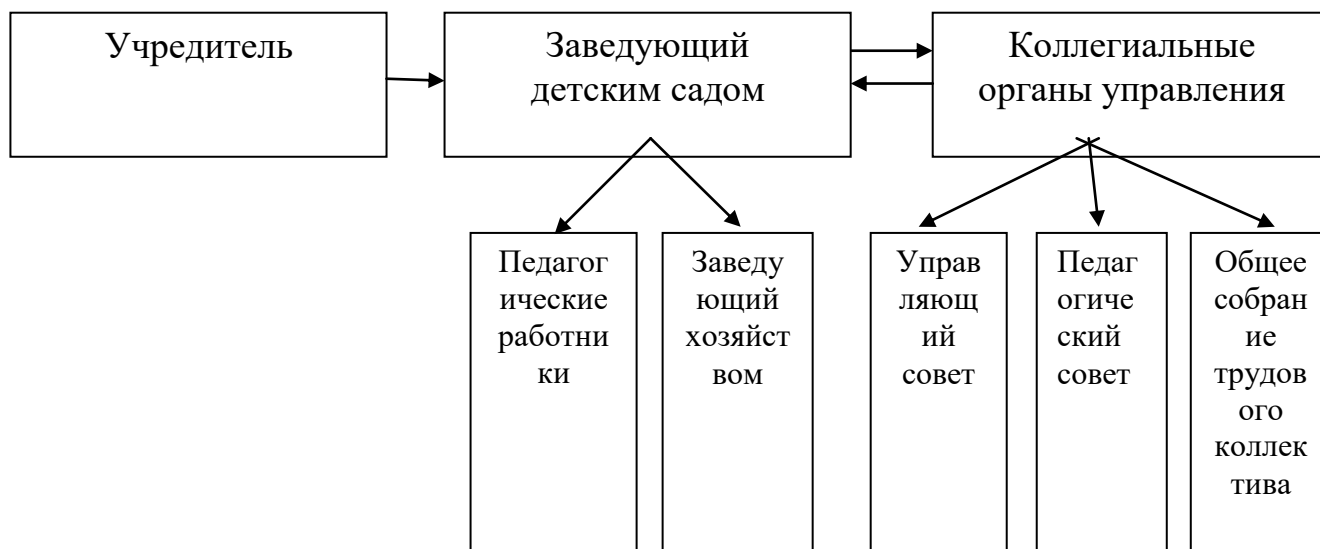 Учредитель
Заведующий
детским садом
Коллегиальные
органы управления
Педагог
ические
работни
ки
Заведу
ющий
хозяйст
вом
Управ
ляющ
ий
совет
Педаг
огиче
ский
совет
Общее
собран
ие
трудов
ого
коллек
тива